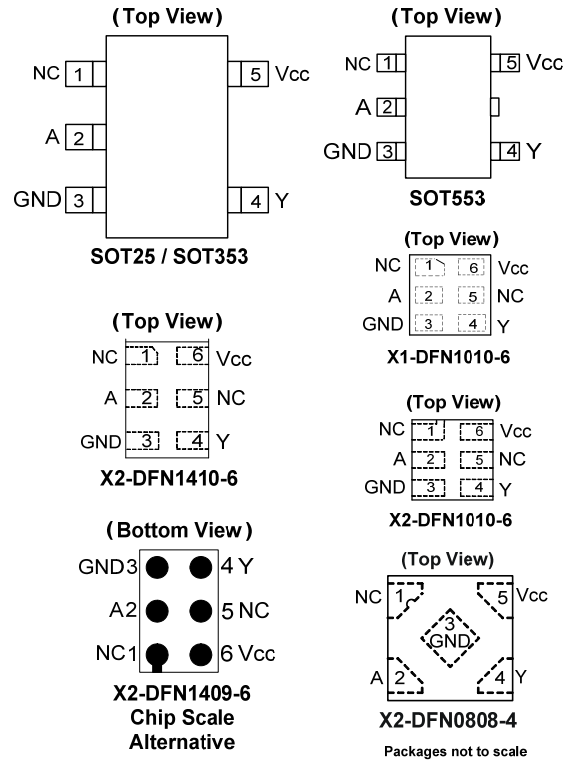 (Top View)
NC 1 5 Vcc
A 2
GND 3 4 Y
SOT25 / SOT353
(Top View)
NC 1 5 Vcc
A 2
GND 3 4 Y
SOT553
(Top View)
NC 1 6 Vcc
A 2 5 NC
GND 3 4 Y
X1-DFN1010-6
(Top View)
NC 1 6 Vcc
A 2 5 NC
GND 3 4 Y
X2-DFN1410-6
(Top View)
NC 1 6 Vcc
A 2 5 NC
GND 3 4 Y
X2-DFN1010-6
(Bottom View)
GND3 4 Y
A2 5 NC
NC1 6 Vcc
X2-DFN1409-6
Chip Scale
Alternative
(Top View)
NC 1 5 Vcc
3
GND
A 2 4 Y
X2-DFN0808-4
Packages not to scale